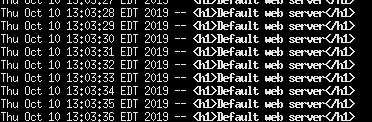 Thu Oct 10 13:03:27 EDT 2019 -- <h1>Default web server</h1>
Thu Oct 10 13:03:28 EDT 2019 -- <h1>Default web server</h1>
Thu Oct 10 13:03:29 EDT 2019 -- <h1>Default web server</h1>
Thu Oct 10 13:03:30 EDT 2019 -- <h1>Default web server</h1>
Thu Oct 10 13:03:31 EDT 2019 -- <h1>Default web server</h1>
Thu Oct 10 13:03:32 EDT 2019 -- <h1>Default web server</h1>
Thu Oct 10 13:03:33 EDT 2019 -- <h1>Default web server</h1>
Thu Oct 10 13:03:34 EDT 2019 -- <h1>Default web server</h1>
Thu Oct 10 13:03:35 EDT 2019 -- <h1>Default web server</h1>
Thu Oct 10 13:03:36 EDT 2019 -- <h1>Default web server</h1>